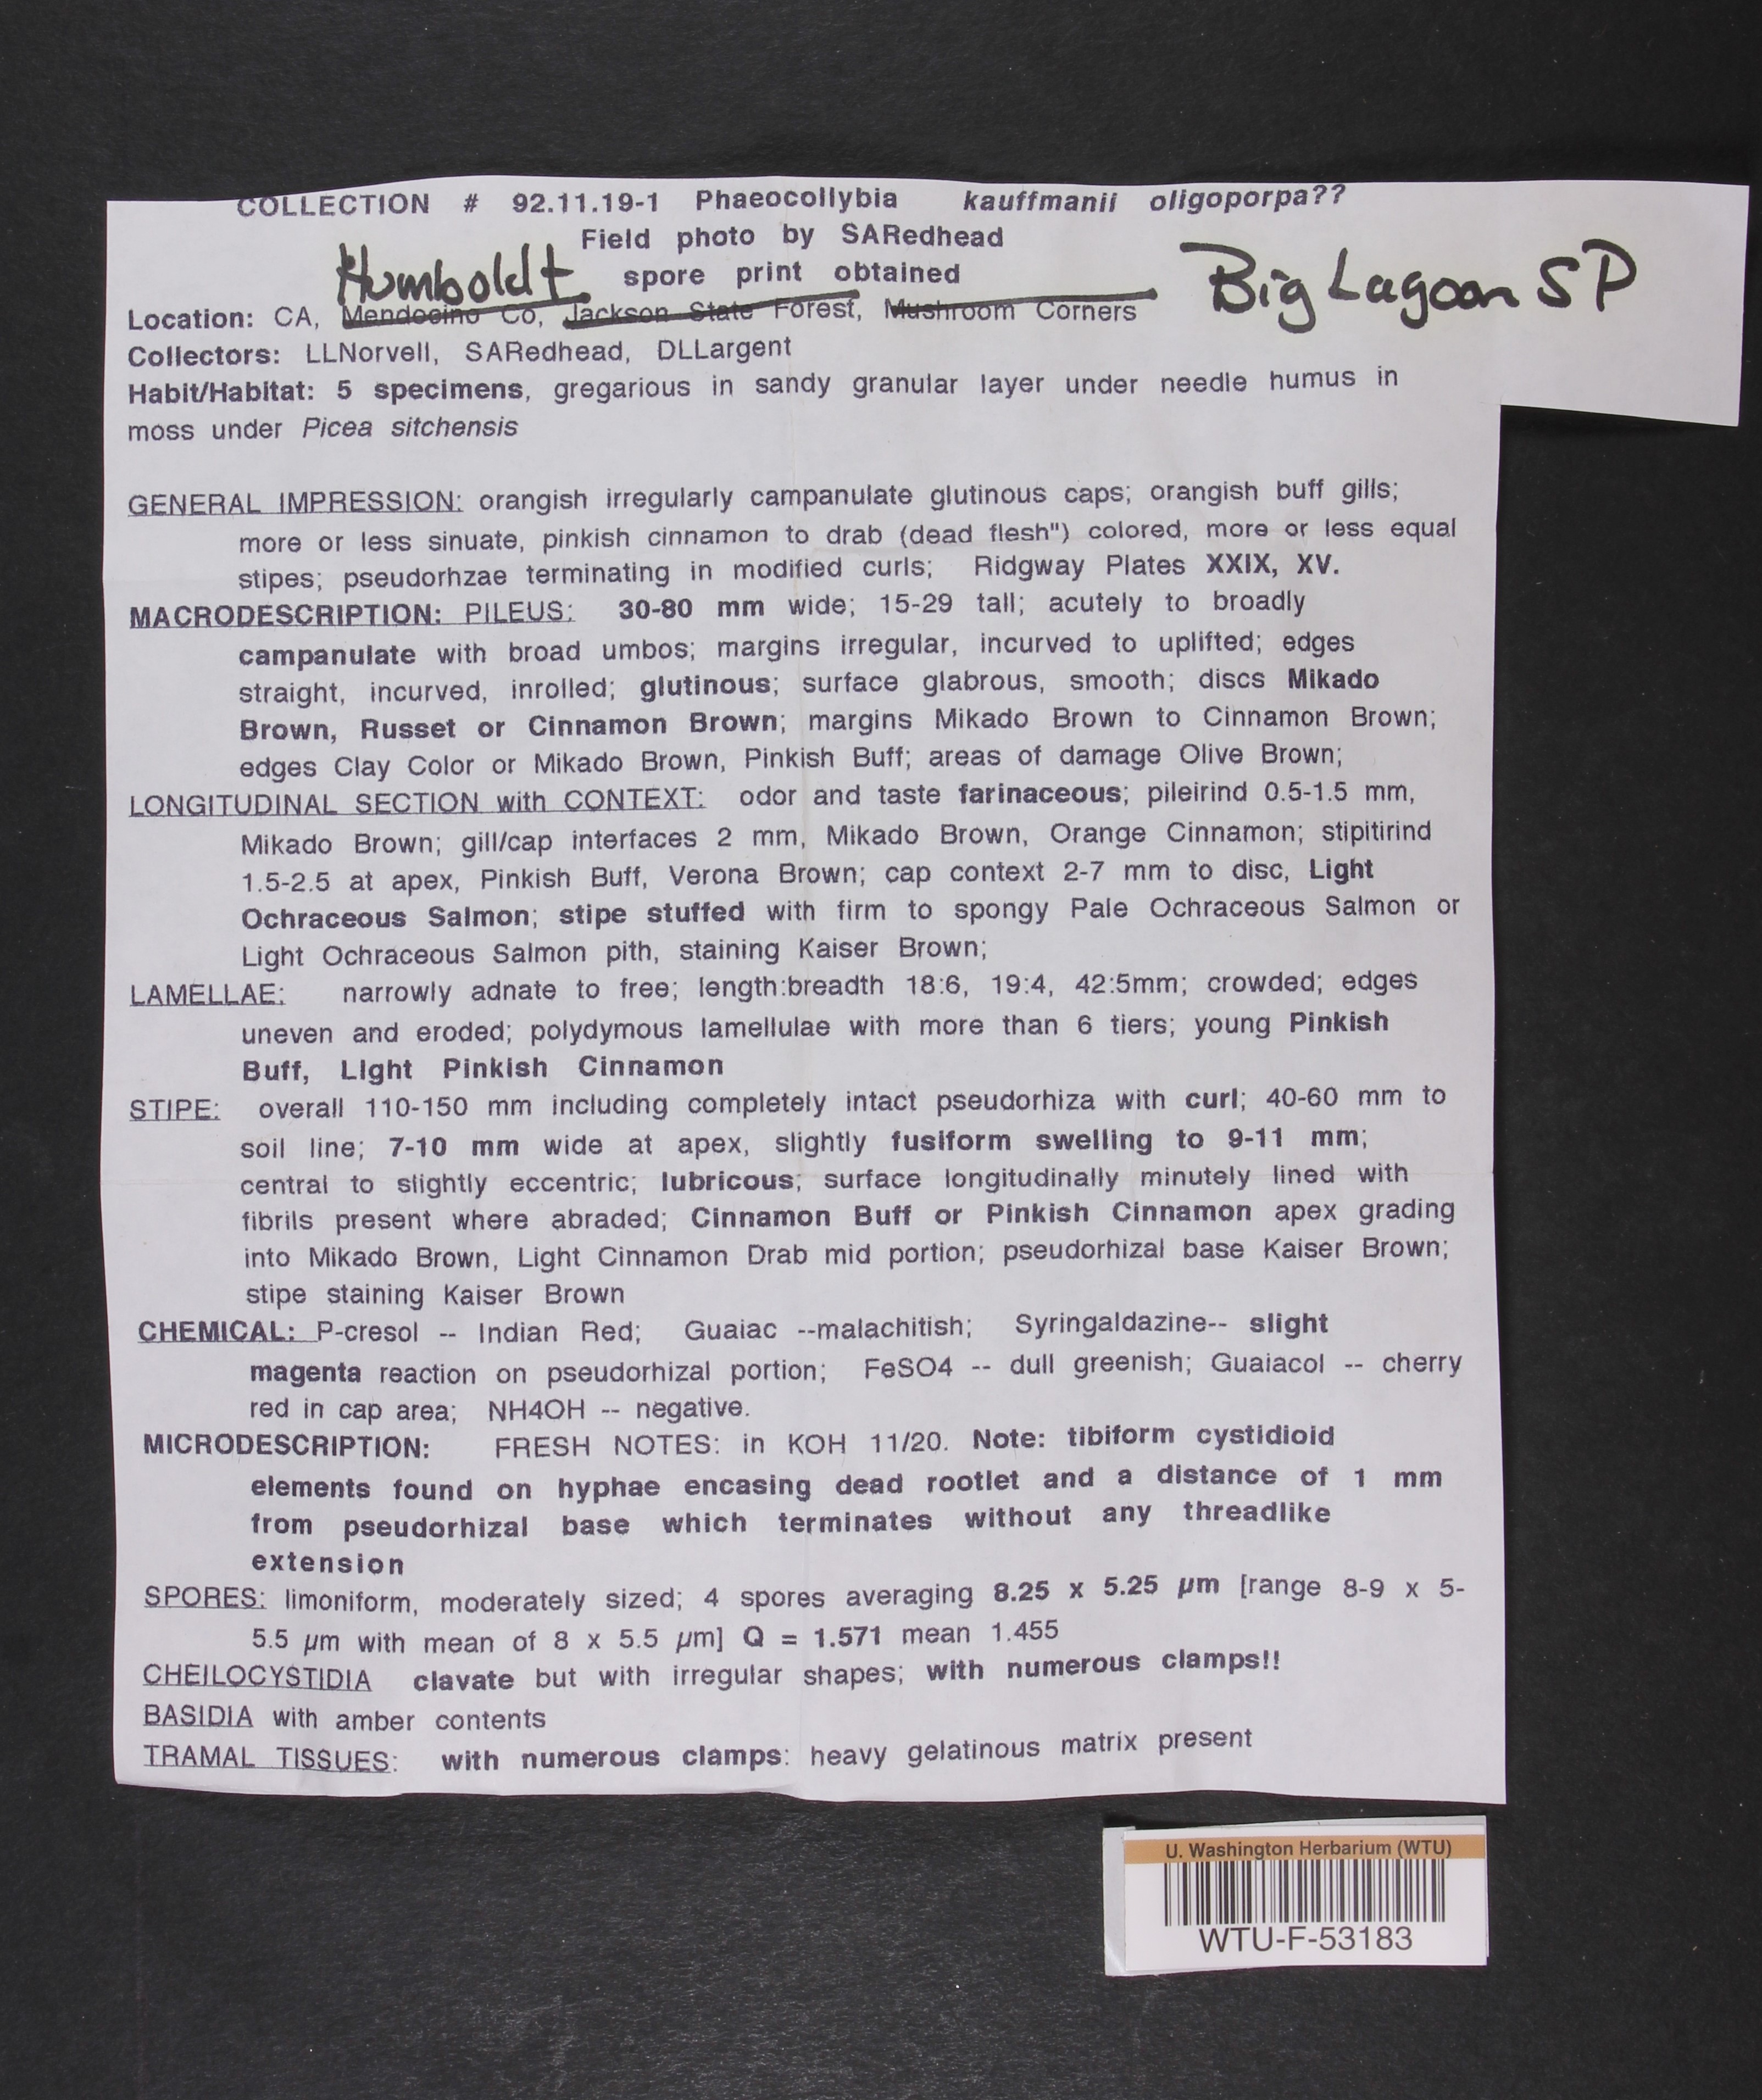 COLLECTION # 92.11.19-1 Phaeocollybia kauffmanii oligoporpa??
Field photo by SARedhead
Humboldt spore print obtained Big Lagoon SP
Location: CA, Mendocino Co, Jackson State Forest, Mushroom Corners
Collectors: LLNorvell, SARedhead, DLLargent
Habit/Habitat: 5 specimens, gregarious in sandy granular layer under needle humus in
moss under Picea sitchensis
GENERAL IMPRESSION: orangish irregularly campanulate glutinous caps; orangish buff gills;
more or less sinuate, pinkish cinnamon to drab (dead flesh") colored, more or less equal
stipes; pseudorhzae terminating in modified curls; Ridgway Plates XXIX, XV.
MACRODESCRIPTION: PILEUS: 30-80 mm wide; 15-29 tall; acutely to broadly
campanulate with broad umbos; margins irregular, incurved to uplifted; edges
straight, incurved, inrolled; glutinous; surface glabrous, smooth; discs Mikado
Brown, Russet or Cinnamon Brown; margins Mikado Brown to Cinnamon Brown;
edges Clay Color or Mikado Brown, Pinkish Buff; areas of damage Olive Brown;
LONGITUDINAL SECTION with CONTEXT: odor and taste farinaceous; pileirind 0.5-1.5 mm,
Mikado Brown; gill/cap interfaces 2 mm, Mikado Brown, Orange Cinnamon; stipitirind
1.5-2.5 at apex, Pinkish Buff, Verona Brown; cap context 2-7 mm to disc, Light
Ochraceous Salmon; stipe stuffed with firm to spongy Pale Ochraceous Salmon or
Light Ochraceous Salmon pith, staining Kaiser Brown;
LAMELLAE: narrowly adnate to free; length:breadth 18:6, 19:4, 42:5mm; crowded; edges
uneven and eroded; polydymous lamellulae with more than 6 tiers; young Pinkish
Buff, Light Pinkish Cinnamon
STIPE: overall 110-150 mm including completely intact pseudorhiza with curl; 40-60 mm to
soil line; 7-10 mm wide at apex, slightly fusiform swelling to 9-11 mm;
central to slightly eccentric; lubricous; surface longitudinally minutely lined with
fibrils present where abraded; Cinnamon Buff or Pinkish Cinnamon apex grading
into Mikado Brown, Light Cinnamon Drab mid portion; pseudorhizal base Kaiser Brown;
stipe staining Kaiser Brown
CHEMICAL: P-cresol -- Indian Red; Guaiac --malachitish; Syringaldazine-- slight
magenta reaction on pseudorhizal portion; FeSO4 -- dull greenish; Guaiacol -- cherry
red in cap area; NH4OH -- negative.
MICRODESCRIPTION: FRESH NOTES: in KOH 11/20. Note: tibiform cystidioid
elements found on hyphae encasing dead rootlet and a distance of 1 mm
from pseudorhizal base which terminates without any threadlike
extension
SPORES: limoniform, moderately sized; 4 spores averaging 8.25 x 5.25 µm [range 8-9 x 5-
5.5 µm with mean of 8 x 5.5 µm] Q = 1.571 mean 1.455
CHEILOCYSTIDIA clavate but with irregular shapes; with numerous clamps!!
BASIDIA with amber contents
TRAMAL TISSUES: with numerous clamps: heavy gelatinous matrix present
U. Washington Herbarium (WTU)
WTU-F-53183